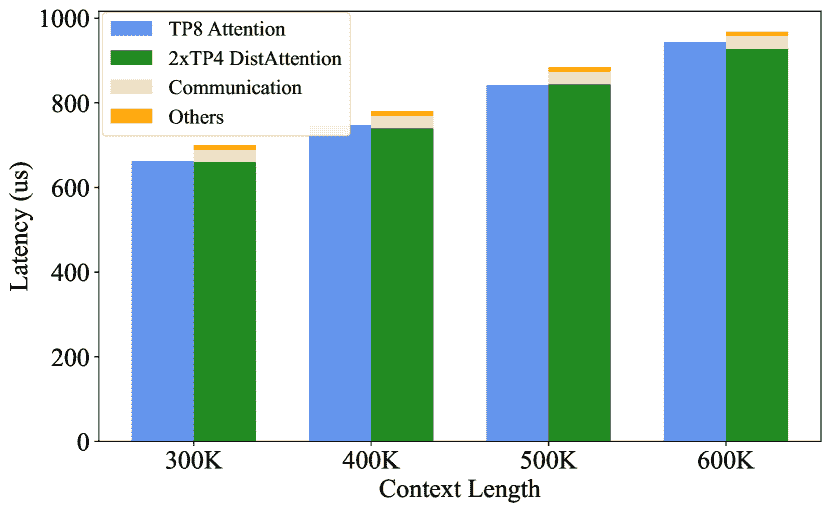 TP8 Attention
2xTP4 DistAttention
Communication
Others
Latency (us)
1000
800
600
400
200
0
300K 400K 500K 600K
Context Length